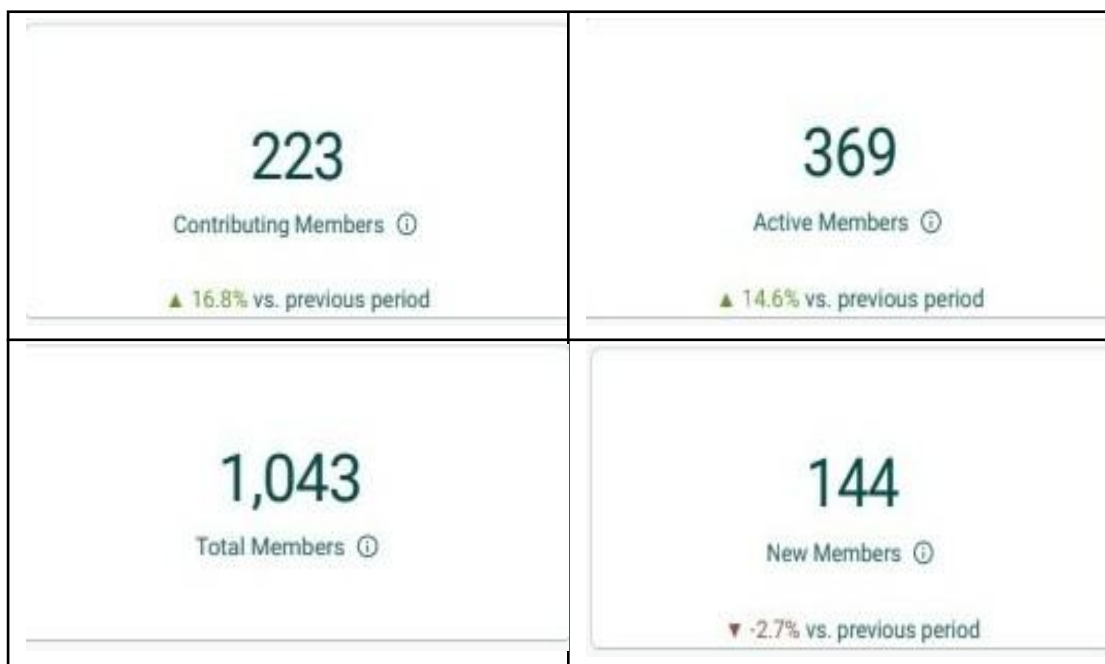 223
Contributing Members
▲ 16.8% vs. previous period
369
Active Members
▲ 14.6% vs. previous period
1,043
Total Members
144
New Members
▼ -2.7% vs. previous period